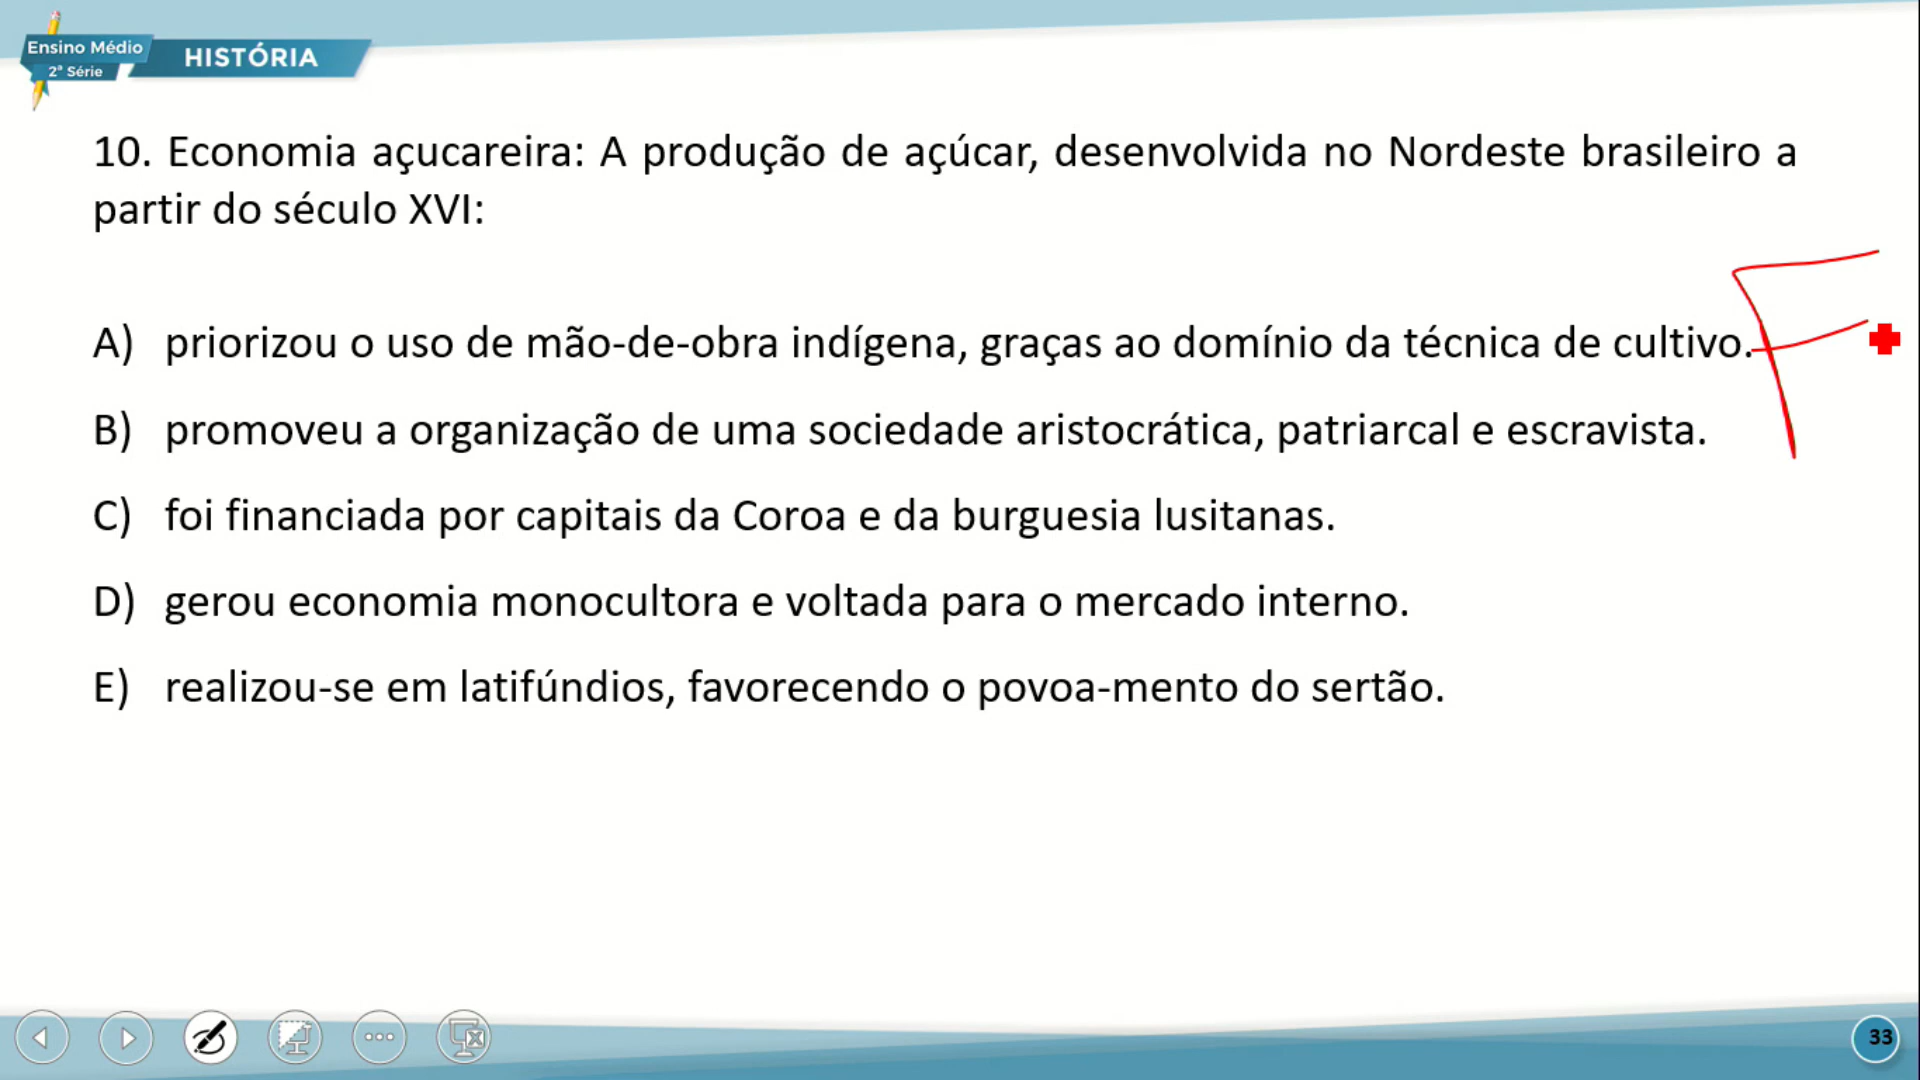 Ensino Médio
2ª Série
HISTÓRIA
10. Economia açucareira: A produção de açúcar, desenvolvida no Nordeste brasileiro a
partir do século XVI:
A) priorizou o uso de mão-de-obra indígena, graças ao domínio da técnica de cultivo.
F
B) promoveu a organização de uma sociedade aristocrática, patriarcal e escravista.
C) foi financiada por capitais da Coroa e da burguesia lusitanas.
D) gerou economia monocultora e voltada para o mercado interno.
E) realizou-se em latifúndios, favorecendo o povoa-mento do sertão.
33